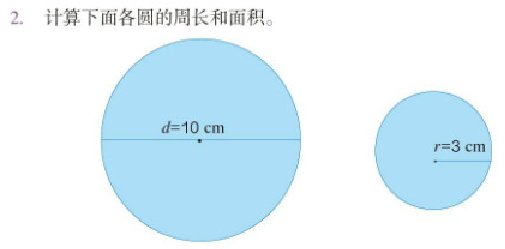 2. 计算下面各圆的周长和面积。
d=10 cm
r=3 cm